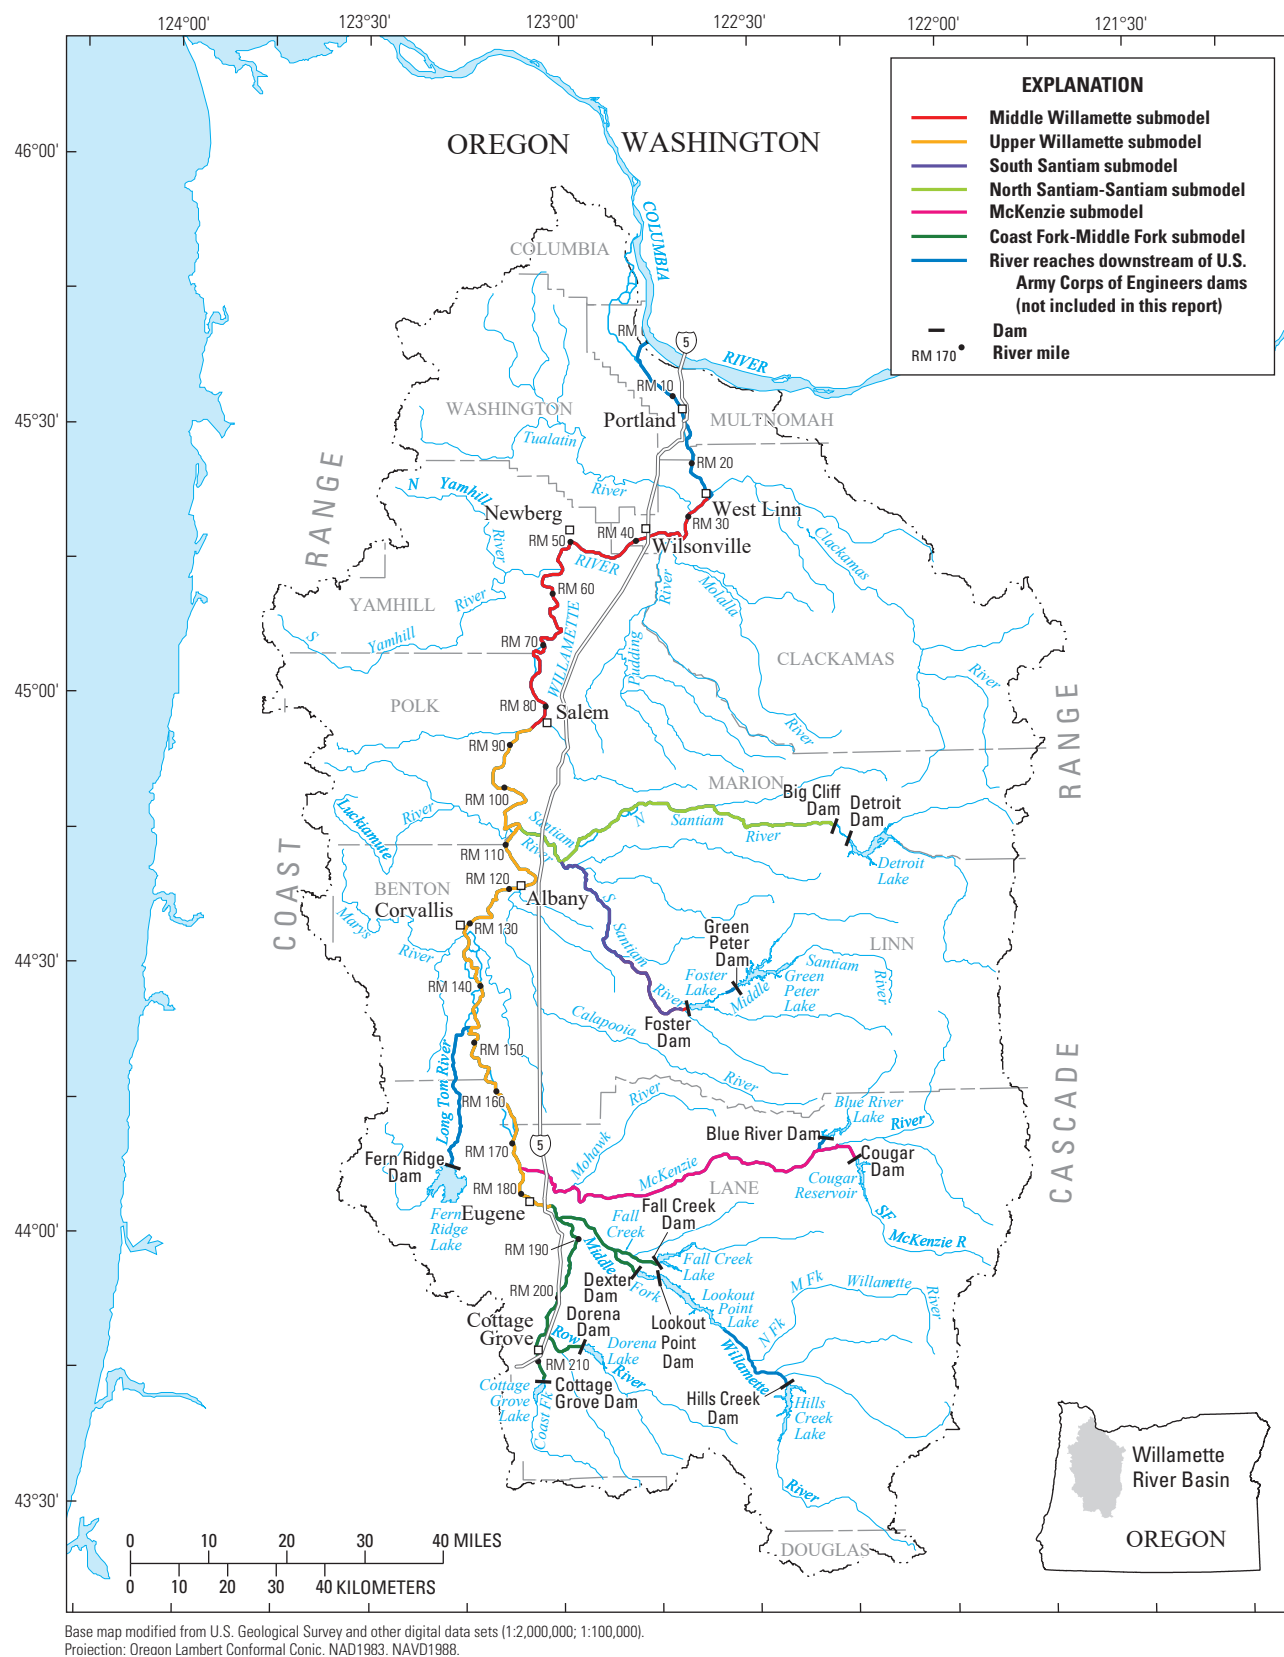 124°00'
123°30'
123°00'
122°30'
122°00'
121°30'
46°00'
45°30'
45°00'
44°30'
44°00'
43°30'
EXPLANATION
Middle Willamette submodel
Upper Willamette submodel
South Santiam submodel
North Santiam-Santiam submodel
McKenzie submodel
Coast Fork-Middle Fork submodel
River reaches downstream of U.S.
Army Corps of Engineers dams
(not included in this report)
Dam
RM 170
River mile
OREGON
WASHINGTON
COLUMBIA
COLUMBIA
RIVER
RM
5
RM 10
Portland
WASHINGTON
MULTNOMAH
Tualatin
River
RM 20
West Linn
RM 30
N Yamhill
River
Newberg
RM 40
Wilsonville
RM 50
RIVER
RANGE
Clackamas
River
Molalla
River
RM 60
YAMHILL
River
S
Yamhill
RM 70
WILLAMETTE
Pudding
River
CLACKAMAS
POLK
RM 80
Salem
RM 90
RANGE
MARION
RM 100
Big Cliff
Dam
Detroit
Dam
Luckiamute
River
Santiam
River
N
Santiam
River
Detroit
Lake
RM 110
COAST
BENTON
RM 120
Albany
Corvallis
RM 130
Marys
River
S
Santiam
River
Green
Peter
Dam
LINN
Foster
Lake
Middle
Santiam
River
Green
Peter
Lake
RM 140
Foster
Dam
Calapooia
River
Long Tom River
RM 150
CASCADE
RM 160
River
Mohawk
Blue River
Lake
River
Blue River Dam
RM 170
5
Fern Ridge
Dam
McKenzie
LANE
Cougar
Dam
Cougar
Reservoir
RM 180
Eugene
Fern
Ridge
Lake
Fall
Creek
Fall Creek
Dam
SF
McKenzie R
RM 190
Middle
Fork
Fall Creek
Lake
Dexter
Dam
Lookout
Point
Lake
M Fk
Willamette
River
N Fk
RM 200
Dorena
Dam
Cottage
Grove
Row
River
Dorena
Lake
Lookout
Point
Dam
Willamette
RM 210
Cottage
Grove
Lake
Cottage
Grove Dam
Coast Fk
Hills Creek
Dam
Hills
Creek
Lake
River
DOUGLAS
Willamette
River Basin
OREGON
0 10 20 30 40 MILES
0 10 20 30 40 KILOMETERS
Base map modified from U.S. Geological Survey and other digital data sets (1:2,000,000; 1:100,000).
Projection: Oregon Lambert Conformal Conic, NAD1983, NAVD1988.